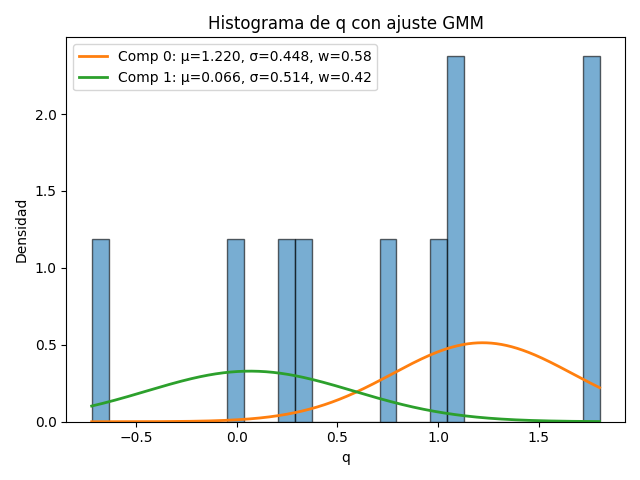 Histograma de q con ajuste GMM
Comp 0: μ=1.220, σ=0.448, w=0.58
Comp 1: μ=0.066, σ=0.514, w=0.42
Densidad
2.0
1.5
1.0
0.5
0.0
−0.5
0.0
0.5
1.0
1.5
q